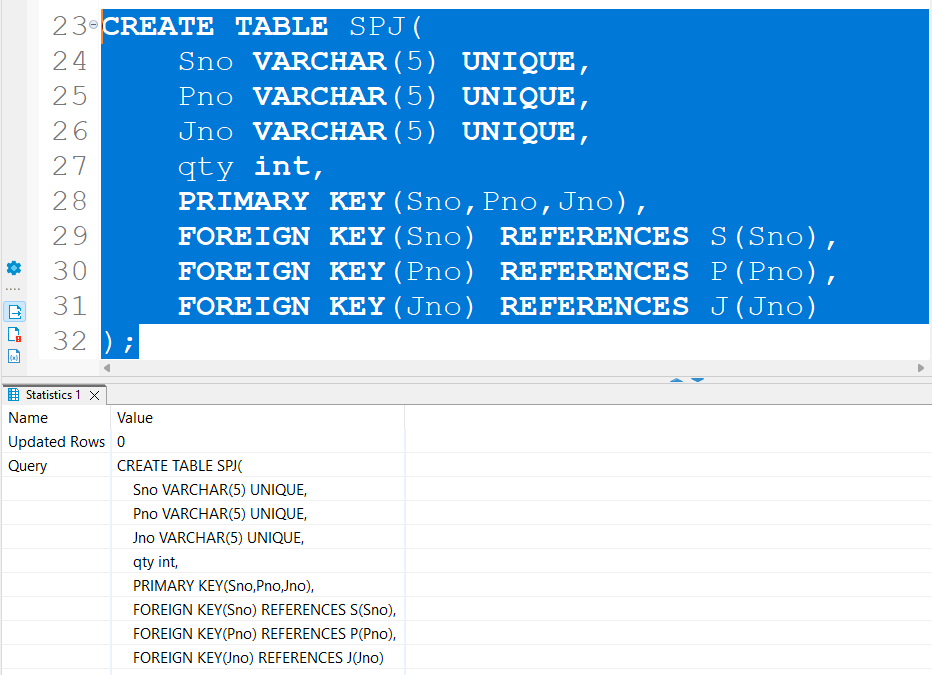 23 CREATE TABLE SPJ(
24 Sno VARCHAR(5) UNIQUE,
25 Pno VARCHAR(5) UNIQUE,
26 Jno VARCHAR(5) UNIQUE,
27 qty int,
28 PRIMARY KEY(Sno,Pno,Jno),
29 FOREIGN KEY(Sno) REFERENCES S(Sno),
30 FOREIGN KEY(Pno) REFERENCES P(Pno),
31 FOREIGN KEY(Jno) REFERENCES J(Jno)
32 );
Statistics 1
Name Value
Updated Rows 0
Query CREATE TABLE SPJ(
Sno VARCHAR(5) UNIQUE,
Pno VARCHAR(5) UNIQUE,
Jno VARCHAR(5) UNIQUE,
qty int,
PRIMARY KEY(Sno,Pno,Jno),
FOREIGN KEY(Sno) REFERENCES S(Sno),
FOREIGN KEY(Pno) REFERENCES P(Pno),
FOREIGN KEY(Jno) REFERENCES J(Jno)